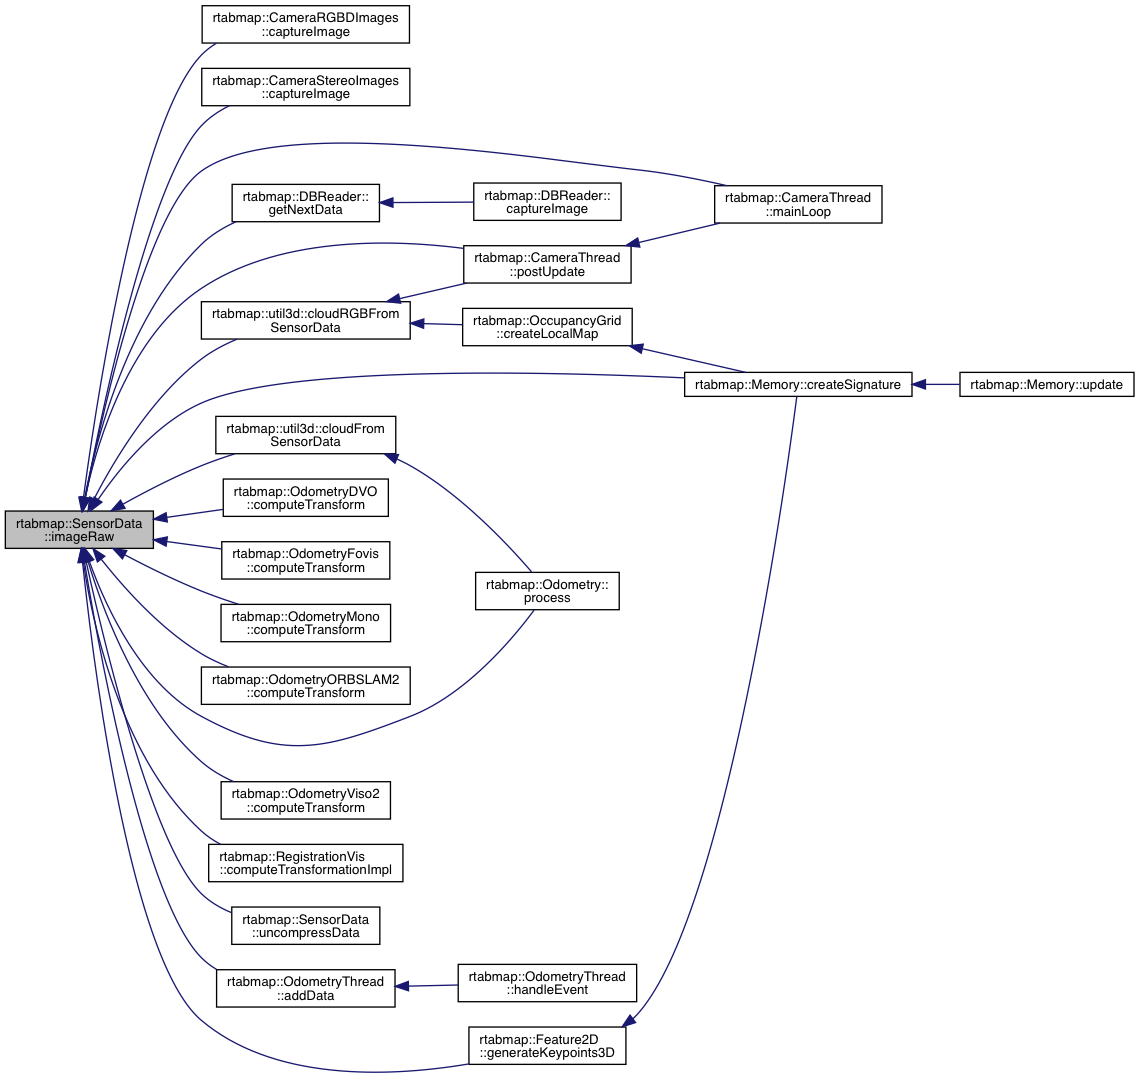 rtabmap::CameraRGBDImages
::captureImage
rtabmap::CameraStereoImages
::captureImage
rtabmap::DBReader::
getNextData
rtabmap::DBReader::
captureImage
rtabmap::CameraThread
::mainLoop
rtabmap::CameraThread
::postUpdate
rtabmap::util3d::cloudRGBFrom
SensorData
rtabmap::OccupancyGrid
::createLocalMap
rtabmap::Memory::createSignature
rtabmap::Memory::update
rtabmap::util3d::cloudFrom
SensorData
rtabmap::OdometryDVO
::computeTransform
rtabmap::SensorData
::imageRaw
rtabmap::OdometryFovis
::computeTransform
rtabmap::Odometry::
process
rtabmap::OdometryMono
::computeTransform
rtabmap::OdometryORBSLAM2
::computeTransform
rtabmap::OdometryViso2
::computeTransform
rtabmap::RegistrationVis
::computeTransformationImpl
rtabmap::SensorData
::uncompressData
rtabmap::OdometryThread
::addData
rtabmap::OdometryThread
::handleEvent
rtabmap::Feature2D
::generateKeypoints3D